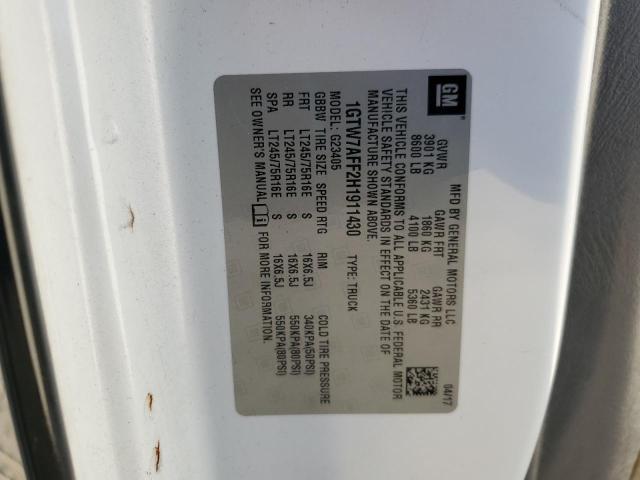 GM
MFD BY GENERAL MOTORS LLC
GVWR GAWR FRT GAWR RR
3901 KG 1860 KG 2431 KG
8600 LB 4100 LB 5360 LB
04/17
THIS VEHICLE CONFORMS TO ALL APPLICABLE U.S. FEDERAL MOTOR
VEHICLE SAFETY STANDARDS IN EFFECT ON THE DATE OF
MANUFACTURE SHOWN ABOVE.
1GTW7AFF2H1911430 TYPE: TRUCK
MODEL: G23405
GBBW TIRE SIZE SPEED RTG RIM COLD TIRE PRESSURE
FRT LT245/75R16E S 16X6.5J 340KPA(50PSI)
RR LT245/75R16E S 16X6.5J 550KPA(80PSI)
SPA LT245/75R16E S 16X6.5J 550KPA(80PSI)
SEE OWNER'S MANUAL i FOR MORE INFORMATION.